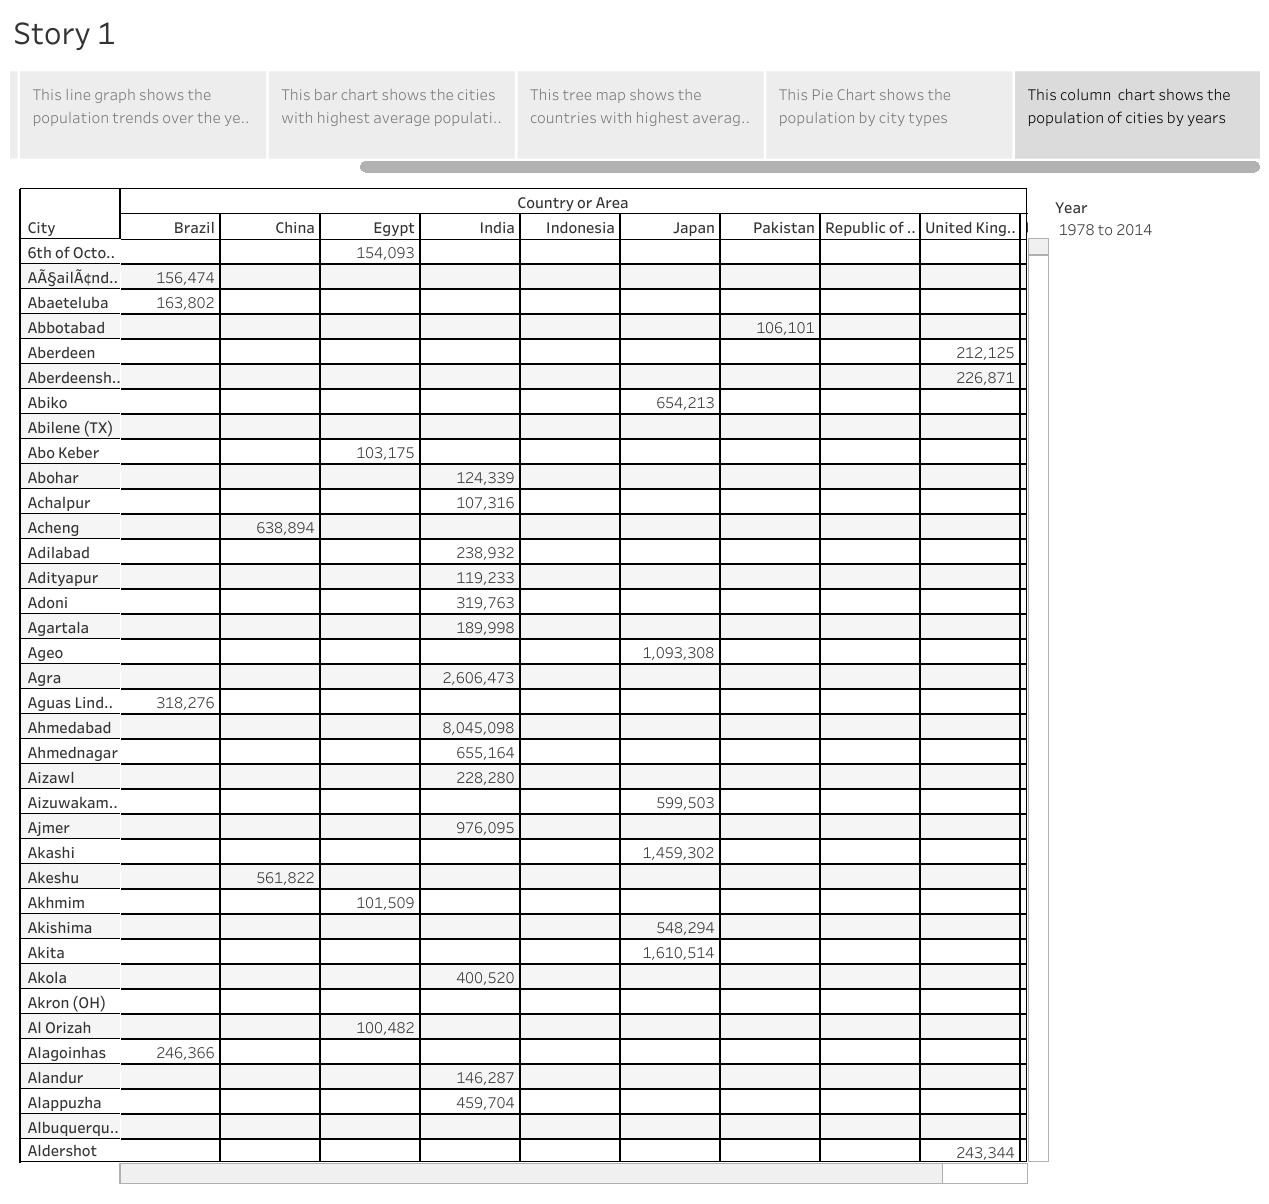 Story 1
This line graph shows the
population trends over the ye..
This bar chart shows the cities
with highest average populati..
This tree map shows the
countries with highest averag..
This Pie Chart shows the
population by city types
This column chart shows the
population of cities by years
Country or Area
City Brazil China Egypt India Indonesia Japan Pakistan Republic of .. United King..
Year
1978 to 2014
6th of Octo.. 154,093
AÃ§ailÃ¢nd.. 156,474
Abaeteluba 163,802
Abbotabad 106,101
Aberdeen 212,125
Aberdeensh.. 226,871
Abiko 654,213
Abilene (TX)
Abo Keber 103,175
Abohar 124,339
Achalpur 107,316
Acheng 638,894
Adilabad 238,932
Adityapur 119,233
Adoni 319,763
Agartala 189,998
Ageo 1,093,308
Agra 2,606,473
Aguas Lind.. 318,276
Ahmedabad 8,045,098
Ahmednagar 655,164
Aizawl 228,280
Aizuwakam.. 599,503
Ajmer 976,095
Akashi 1,459,302
Akeshu 561,822
Akhmim 101,509
Akishima 548,294
Akita 1,610,514
Akola 400,520
Akron (OH)
Al Orizah 100,482
Alagoinhas 246,366
Alandur 146,287
Alappuzha 459,704
Albuquerqu..
Aldershot 243,344